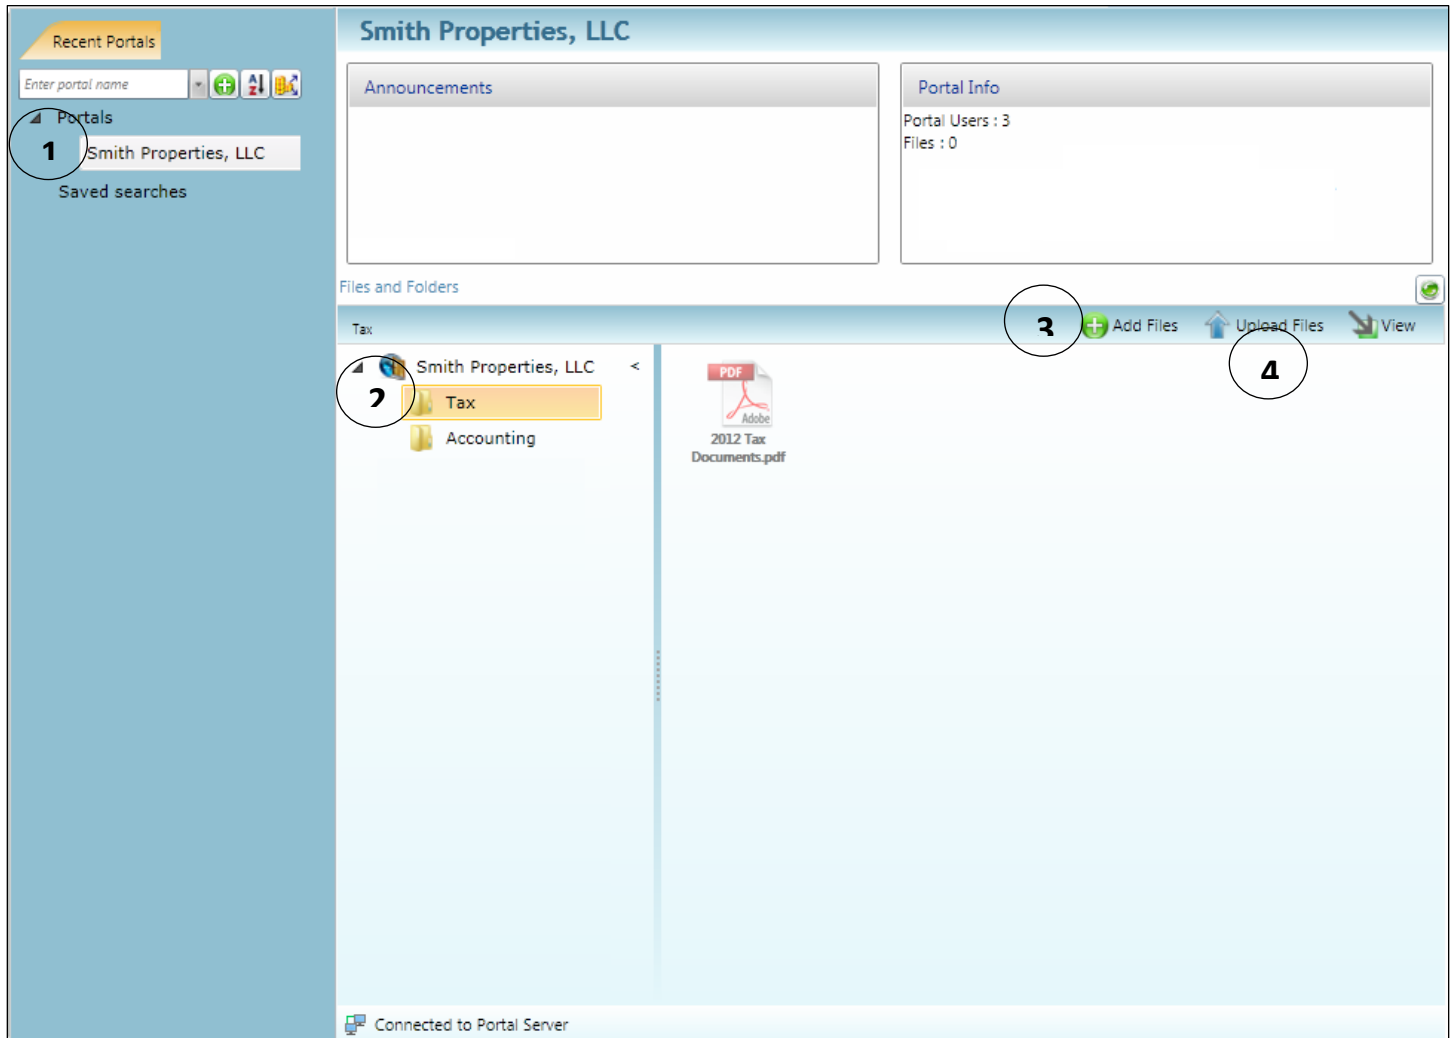 Recent Portals
Smith Properties, LLC
Enter portal name
A
Z
Announcements
Portal Info
Portals
Portal Users : 3
Files : 0
1
Smith Properties, LLC
Saved searches
Files and Folders
Tax
3
Add Files
Upload Files
View
4
Smith Properties, LLC
<
2
Tax
Accounting
PDF
Adobe
2012 Tax
Documents.pdf
Connected to Portal Server